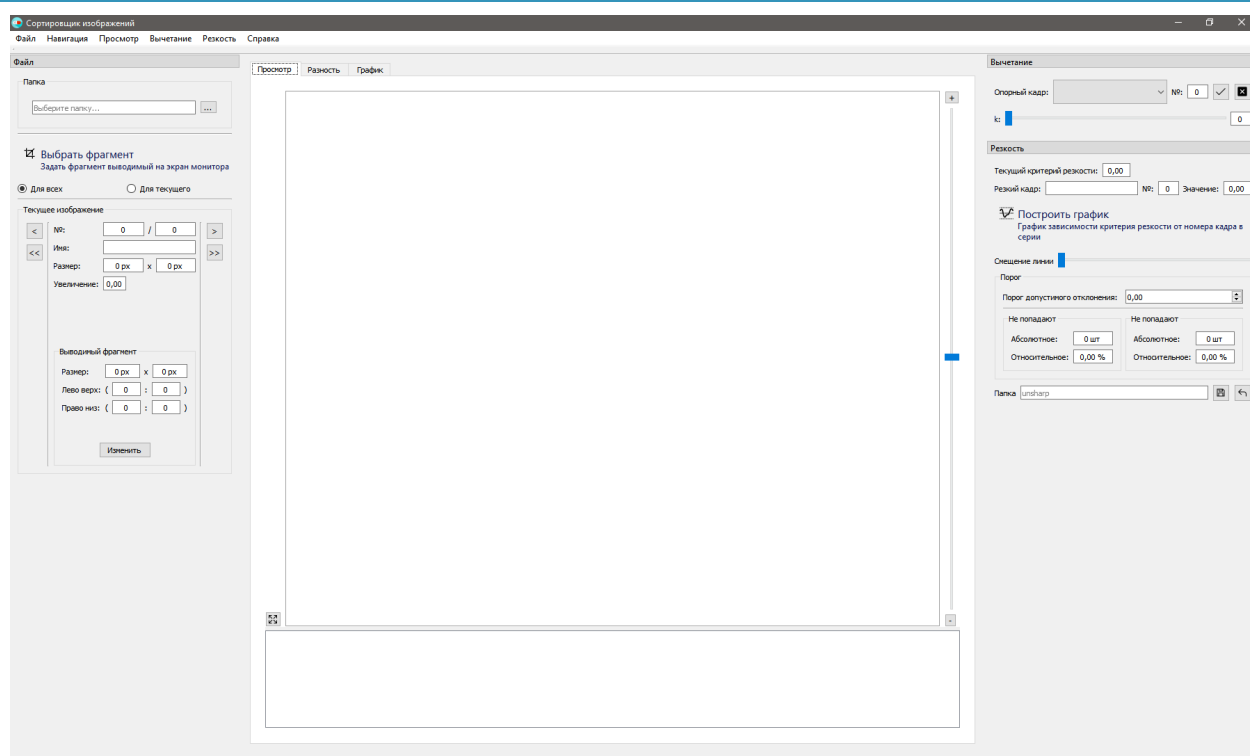 Сортировщик изображений
Файл Навигация Просмотр Вычетание Резкость Справка
Файл
Папка
Выберите папку...
...
Выбрать фрагмент
Задать фрагмент выводимый на экран монитора
Для всех Для текущего
Текущее изображение
< №: 0 / 0 >
<< Имя: >>
Размер: 0 px x 0 px
Увеличение: 0,00
Выводимый фрагмент
Размер: 0 px x 0 px
Лево верх: ( 0 : 0 )
Право низ: ( 0 : 0 )
Изменить
Просмотр Разность График
+
-
Вычетание
Опорный кадр: №: 0
k: 0
Резкость
Текущий критерий резкости: 0,00
Резкий кадр: №: 0 Значение: 0,00
Построить график
График зависимости критерия резкости от номера кадра в
серии
Смещение линии
Порог
Порог допустимого отклонения: 0,00
Не попадают Не попадают
Абсолютное: 0 шт Абсолютное: 0 шт
Относительное: 0,00 % Относительное: 0,00 %
Папка unsharp